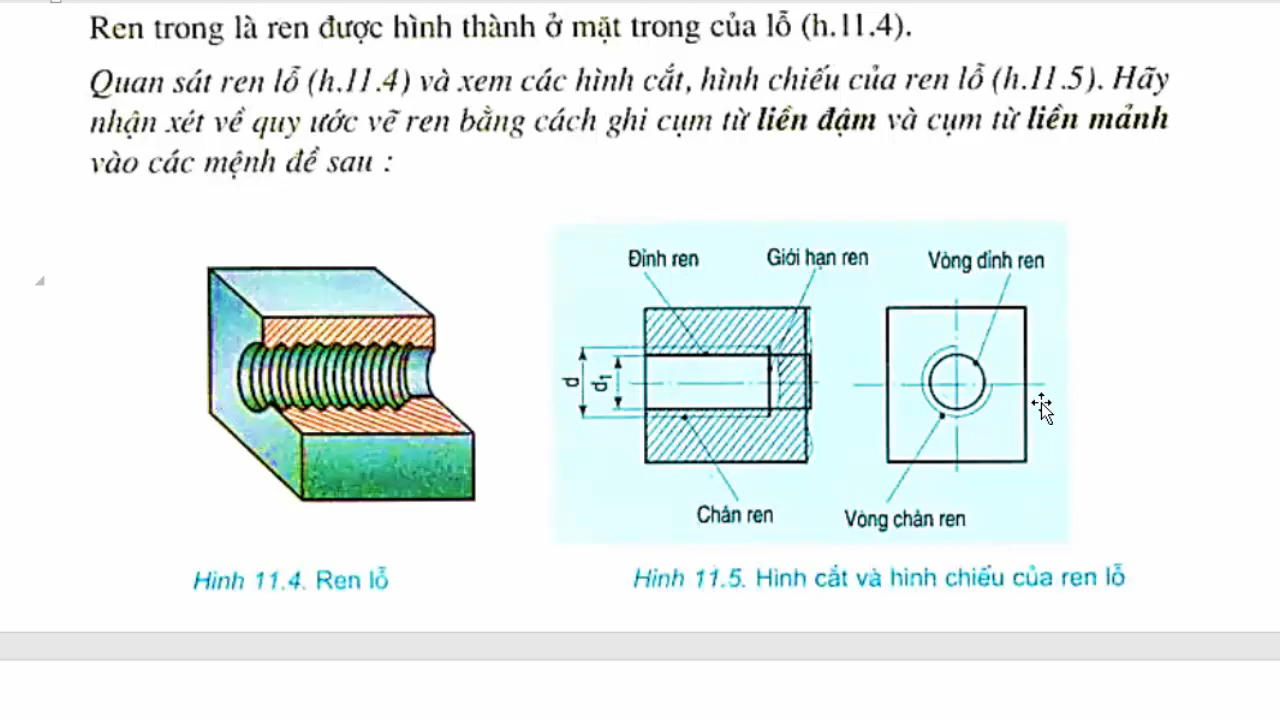 Ren trong là ren được hình thành ở mặt trong của lỗ (h.11.4).
Quan sát ren lỗ (h.11.4) và xem các hình cắt, hình chiếu của ren lỗ (h.11.5). Hãy
nhận xét về quy ước vẽ ren bằng cách ghi cụm từ liền đậm và cụm từ liền mảnh
vào các mệnh đề sau :
Đỉnh ren
Giới hạn ren
Vòng đỉnh ren
d
d1
Chân ren
Vòng chân ren
Hình 11.4. Ren lỗ
Hình 11.5. Hình cắt và hình chiếu của ren lỗ